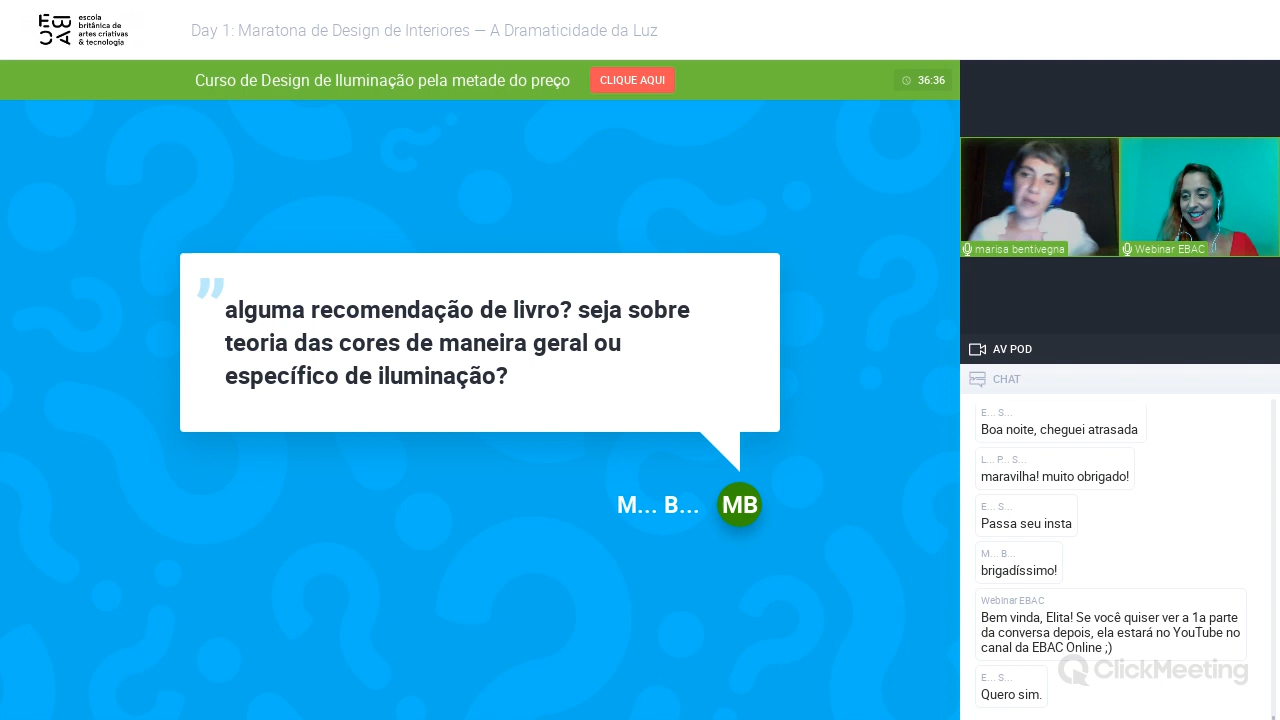 escola
britânica de
artes criativas
& tecnologia
EBAC
Day 1: Maratona de Design de Interiores — A Dramaticidade da Luz
Curso de Design de Iluminação pela metade do preço
CLIQUE AQUI
36:36
alguma recomendação de livro? seja sobre
teoria das cores de maneira geral ou
específico de iluminação?
M... B...
MB
marisa bentivegna
Webinar EBAC
AV POD
CHAT
E... S...
Boa noite, cheguei atrasada
L... P... S...
maravilha! muito obrigado!
E... S...
Passa seu insta
M... B...
brigadíssimo!
Webinar EBAC
Bem vinda, Elita! Se você quiser ver a 1a parte
da conversa depois, ela estará no YouTube no
canal da EBAC Online ;)
E... S...
Quero sim.
ClickMeeting